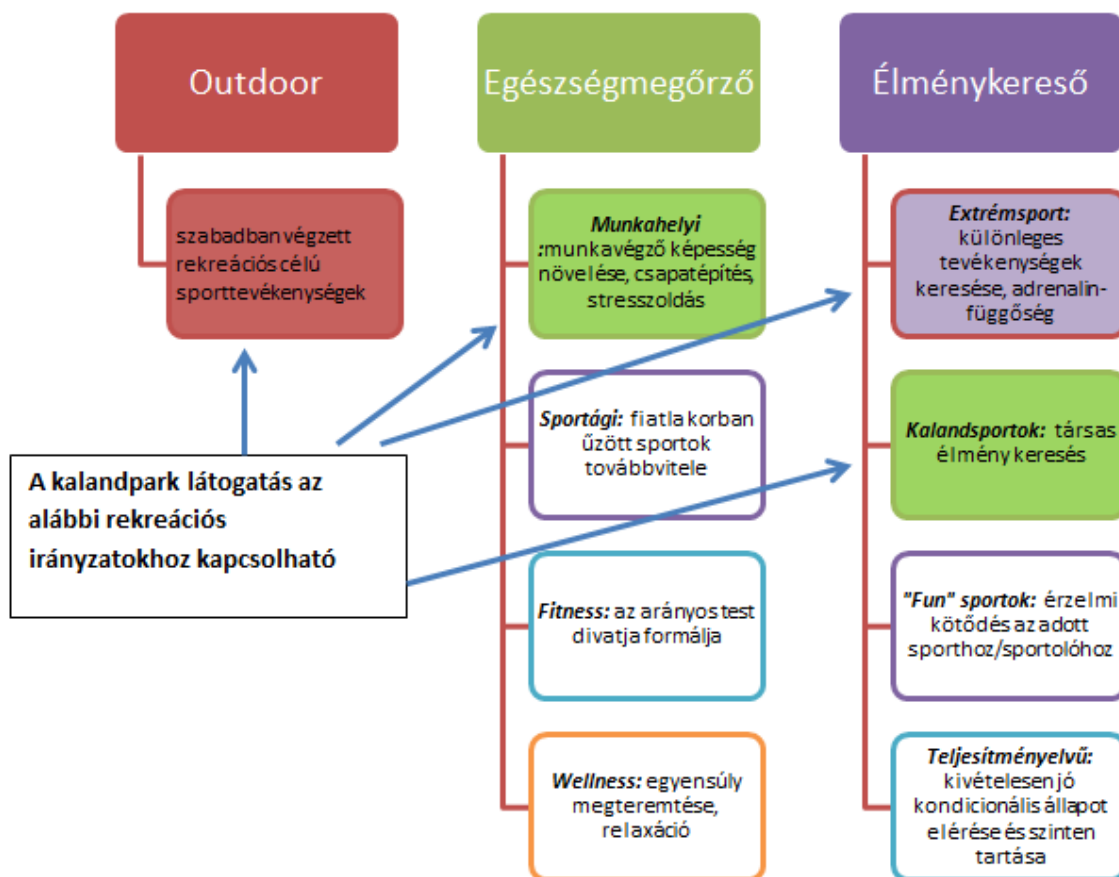 Outdoor
szabadban végzett
rekreációs célú
sporttevékenységek
A kalandpark látogatás az
alábbi rekreációs
irányzatokhoz kapcsolható
Egészségmegőrző
Munkahelyi
:munkavégző képesség
növelése, csapatépítés,
stresszoldás
Sportági: fiatla korban
űzött sportok
továbbvitele
Fitness: az arányos test
divatja formálja
Wellness: egyensúly
megteremtése,
relaxáció
Élménykereső
Extrémsport:
különleges
tevékenységek
keresése, adrenalin-
függőség
Kalandsportok: társas
élmény keresés
"Fun" sportok: érzelmi
kötődés az adott
sporthoz/sportolóhoz
Teljesítményelvű:
kivételesen jó
kondicionális állapot
elérése és szinten
tartása